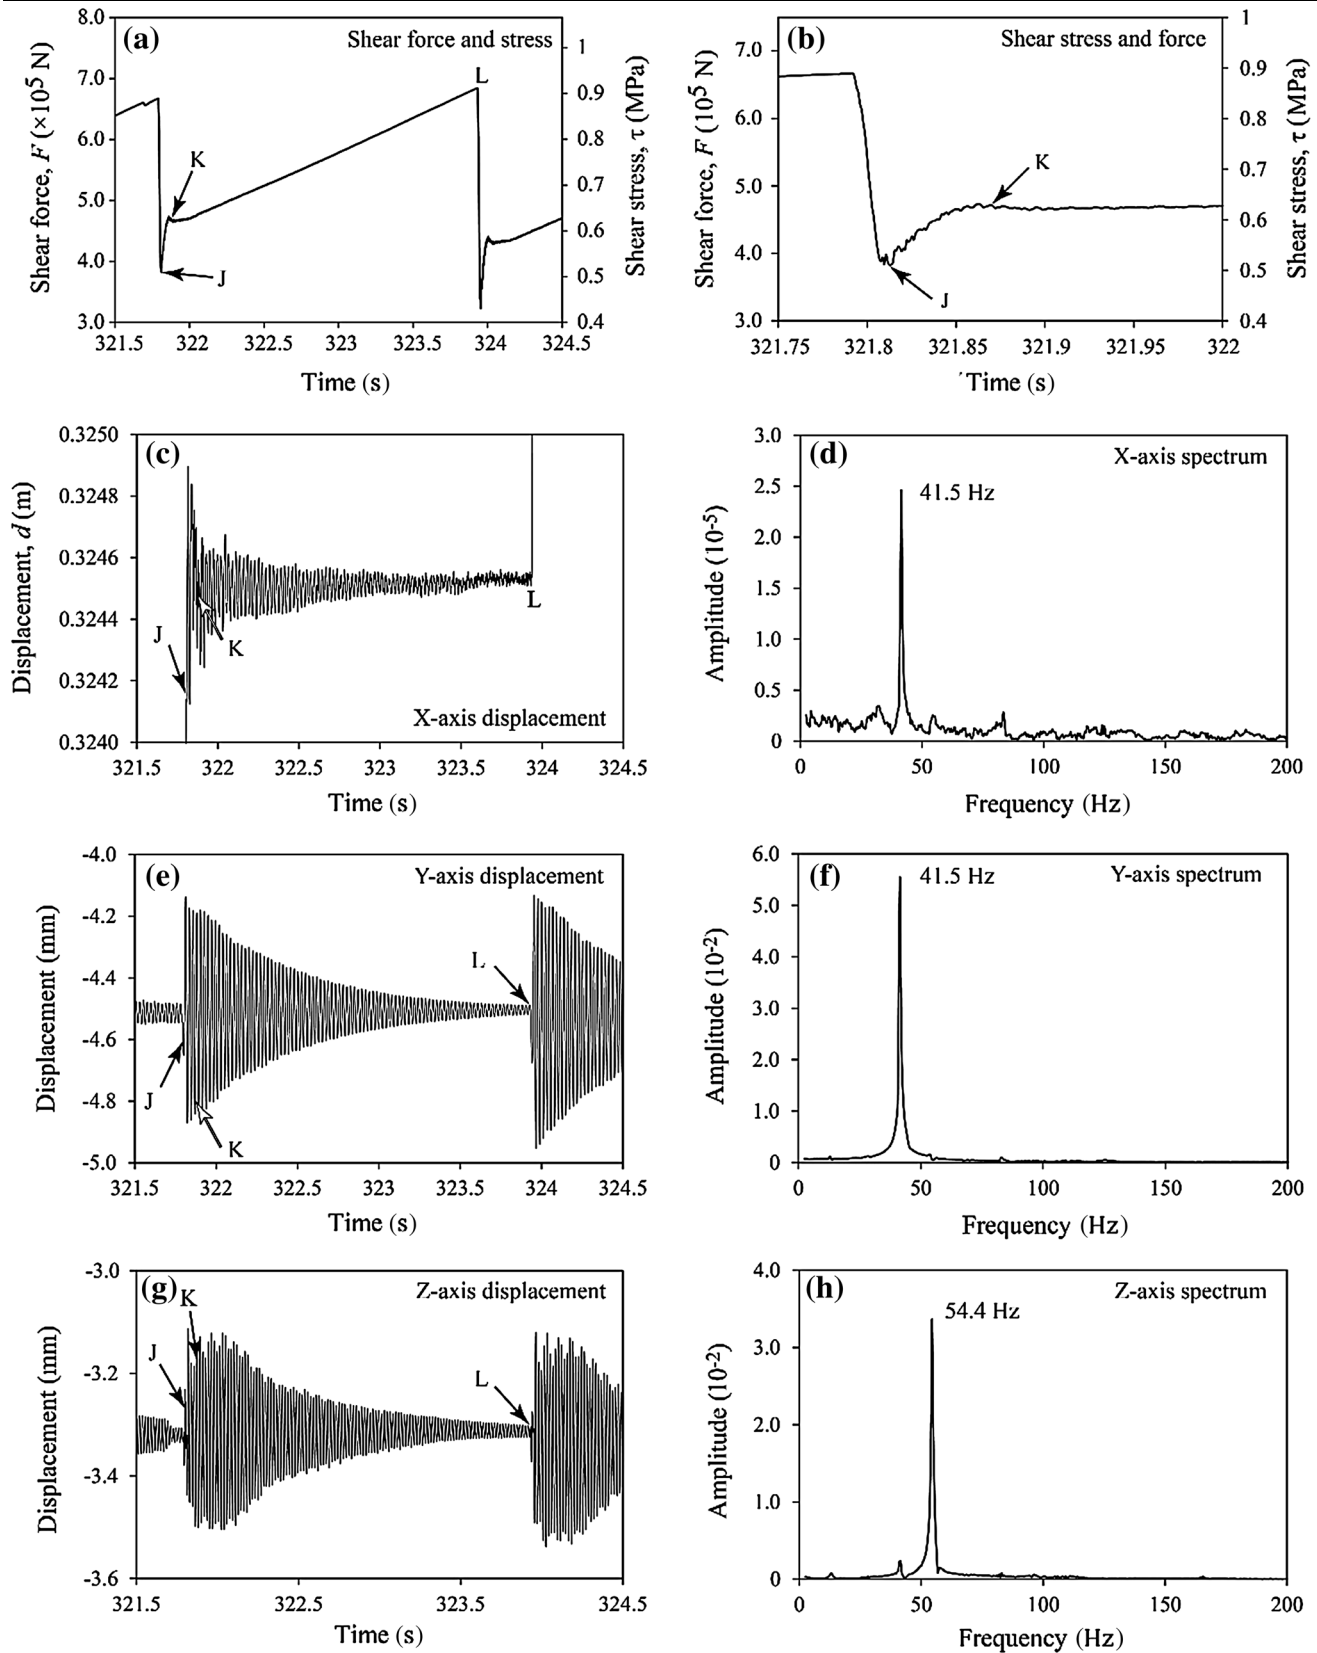 (a) Shear force and stress
8.0
7.0
6.0
5.0
4.0
3.0
Shear force, F (×10⁵ N)
K
J
L
1
0.9
0.8
0.7
0.6
0.5
0.4
Shear stress, τ (MPa)
321.5 322 322.5 323 323.5 324 324.5
Time (s)
(b) Shear stress and force
7.0
6.0
5.0
4.0
3.0
Shear force, F (10⁵ N)
K
J
1
0.9
0.8
0.7
0.6
0.5
0.4
Shear stress, τ (MPa)
321.75 321.8 321.85 321.9 321.95 322
Time (s)
(c)
0.3250
0.3248
0.3246
0.3244
0.3242
0.3240
Displacement, d (m)
J
K
L
X-axis displacement
321.5 322 322.5 323 323.5 324 324.5
Time (s)
(d) X-axis spectrum
41.5 Hz
3.0
2.5
2.0
1.5
1.0
0.5
0
Amplitude (10⁻⁵)
0 50 100 150 200
Frequency (Hz)
(e) Y-axis displacement
-4.0
-4.2
-4.4
-4.6
-4.8
-5.0
Displacement (mm)
L
J
K
321.5 322 322.5 323 323.5 324 324.5
Time (s)
(f) 41.5 Hz Y-axis spectrum
6.0
5.0
4.0
3.0
2.0
1.0
0
Amplitude (10⁻²)
0 50 100 150 200
Frequency (Hz)
(g) Z-axis displacement
K
J
L
-3.0
-3.2
-3.4
-3.6
Displacement (mm)
321.5 322.5 323.5 324.5
Time (s)
(h) Z-axis spectrum
54.4 Hz
4.0
3.0
2.0
1.0
0
Amplitude (10⁻²)
0 50 100 150 200
Frequency (Hz)